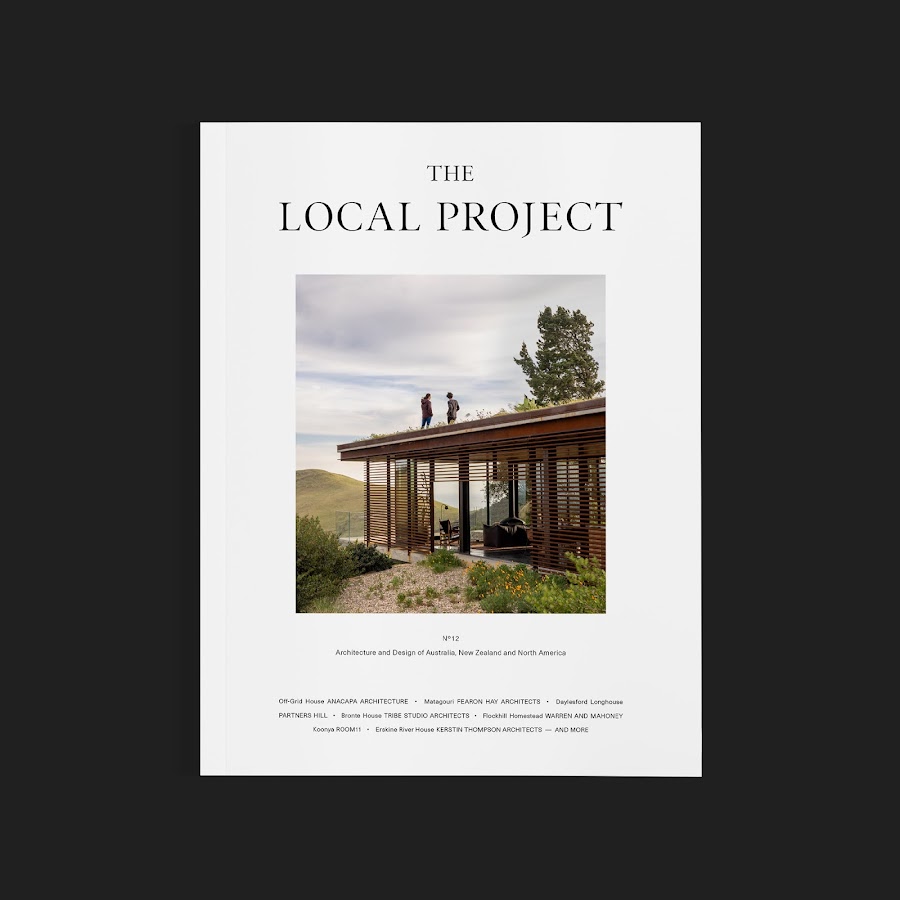 THE
LOCAL PROJECT
Nº12
Architecture and Design of Australia, New Zealand and North America
Off-Grid House ANACAPA ARCHITECTURE • Matagouri FEARON HAY ARCHITECTS • Daylesford Longhouse
PARTNERS HILL • Bronte House TRIBE STUDIO ARCHITECTS • Flockhill Homestead WARREN AND MAHONEY
Koonya ROOM11 • Erskine River House KERSTIN THOMPSON ARCHITECTS — AND MORE